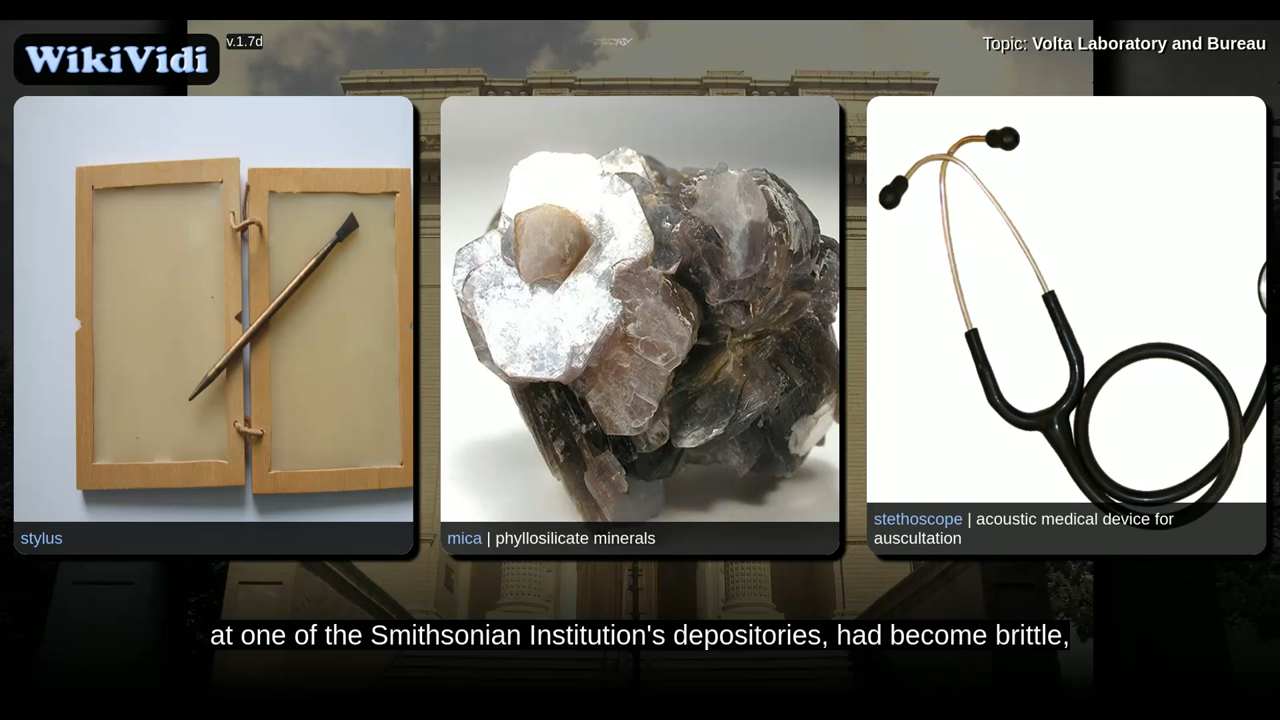 WikiVidi
v.1.7d
Topic: Volta Laboratory and Bureau
stylus
mica | phyllosilicate minerals
stethoscope | acoustic medical device for
auscultation
at one of the Smithsonian Institution's depositories, had become brittle,